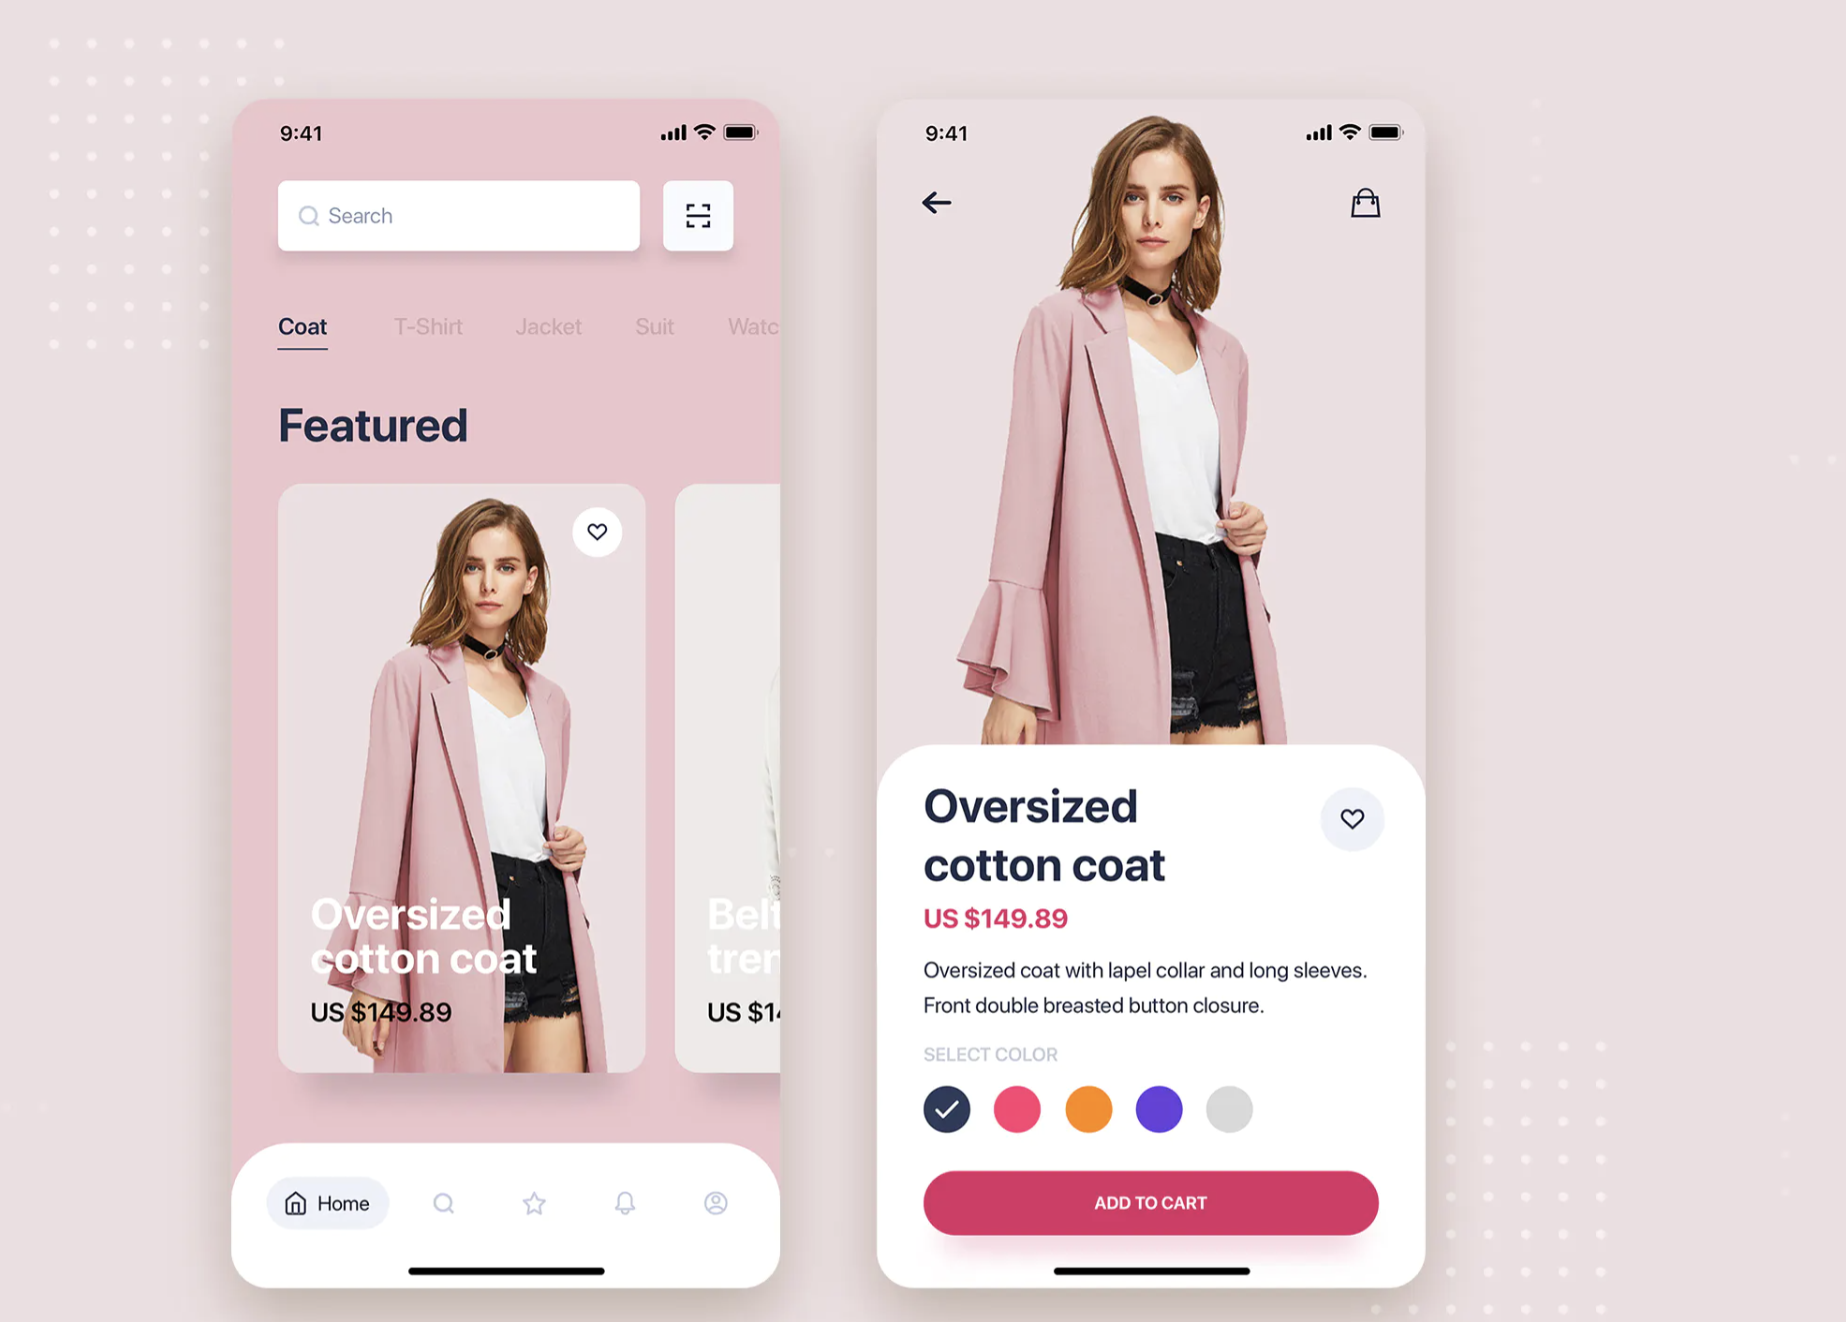 9:41
Search
Coat T-Shirt Jacket Suit Watc
Featured
Oversized
cotton coat
US $149.89
Belt
tren
US $14
Home
9:41
Oversized
cotton coat
US $149.89
Oversized coat with lapel collar and long sleeves.
Front double breasted button closure.
SELECT COLOR
ADD TO CART